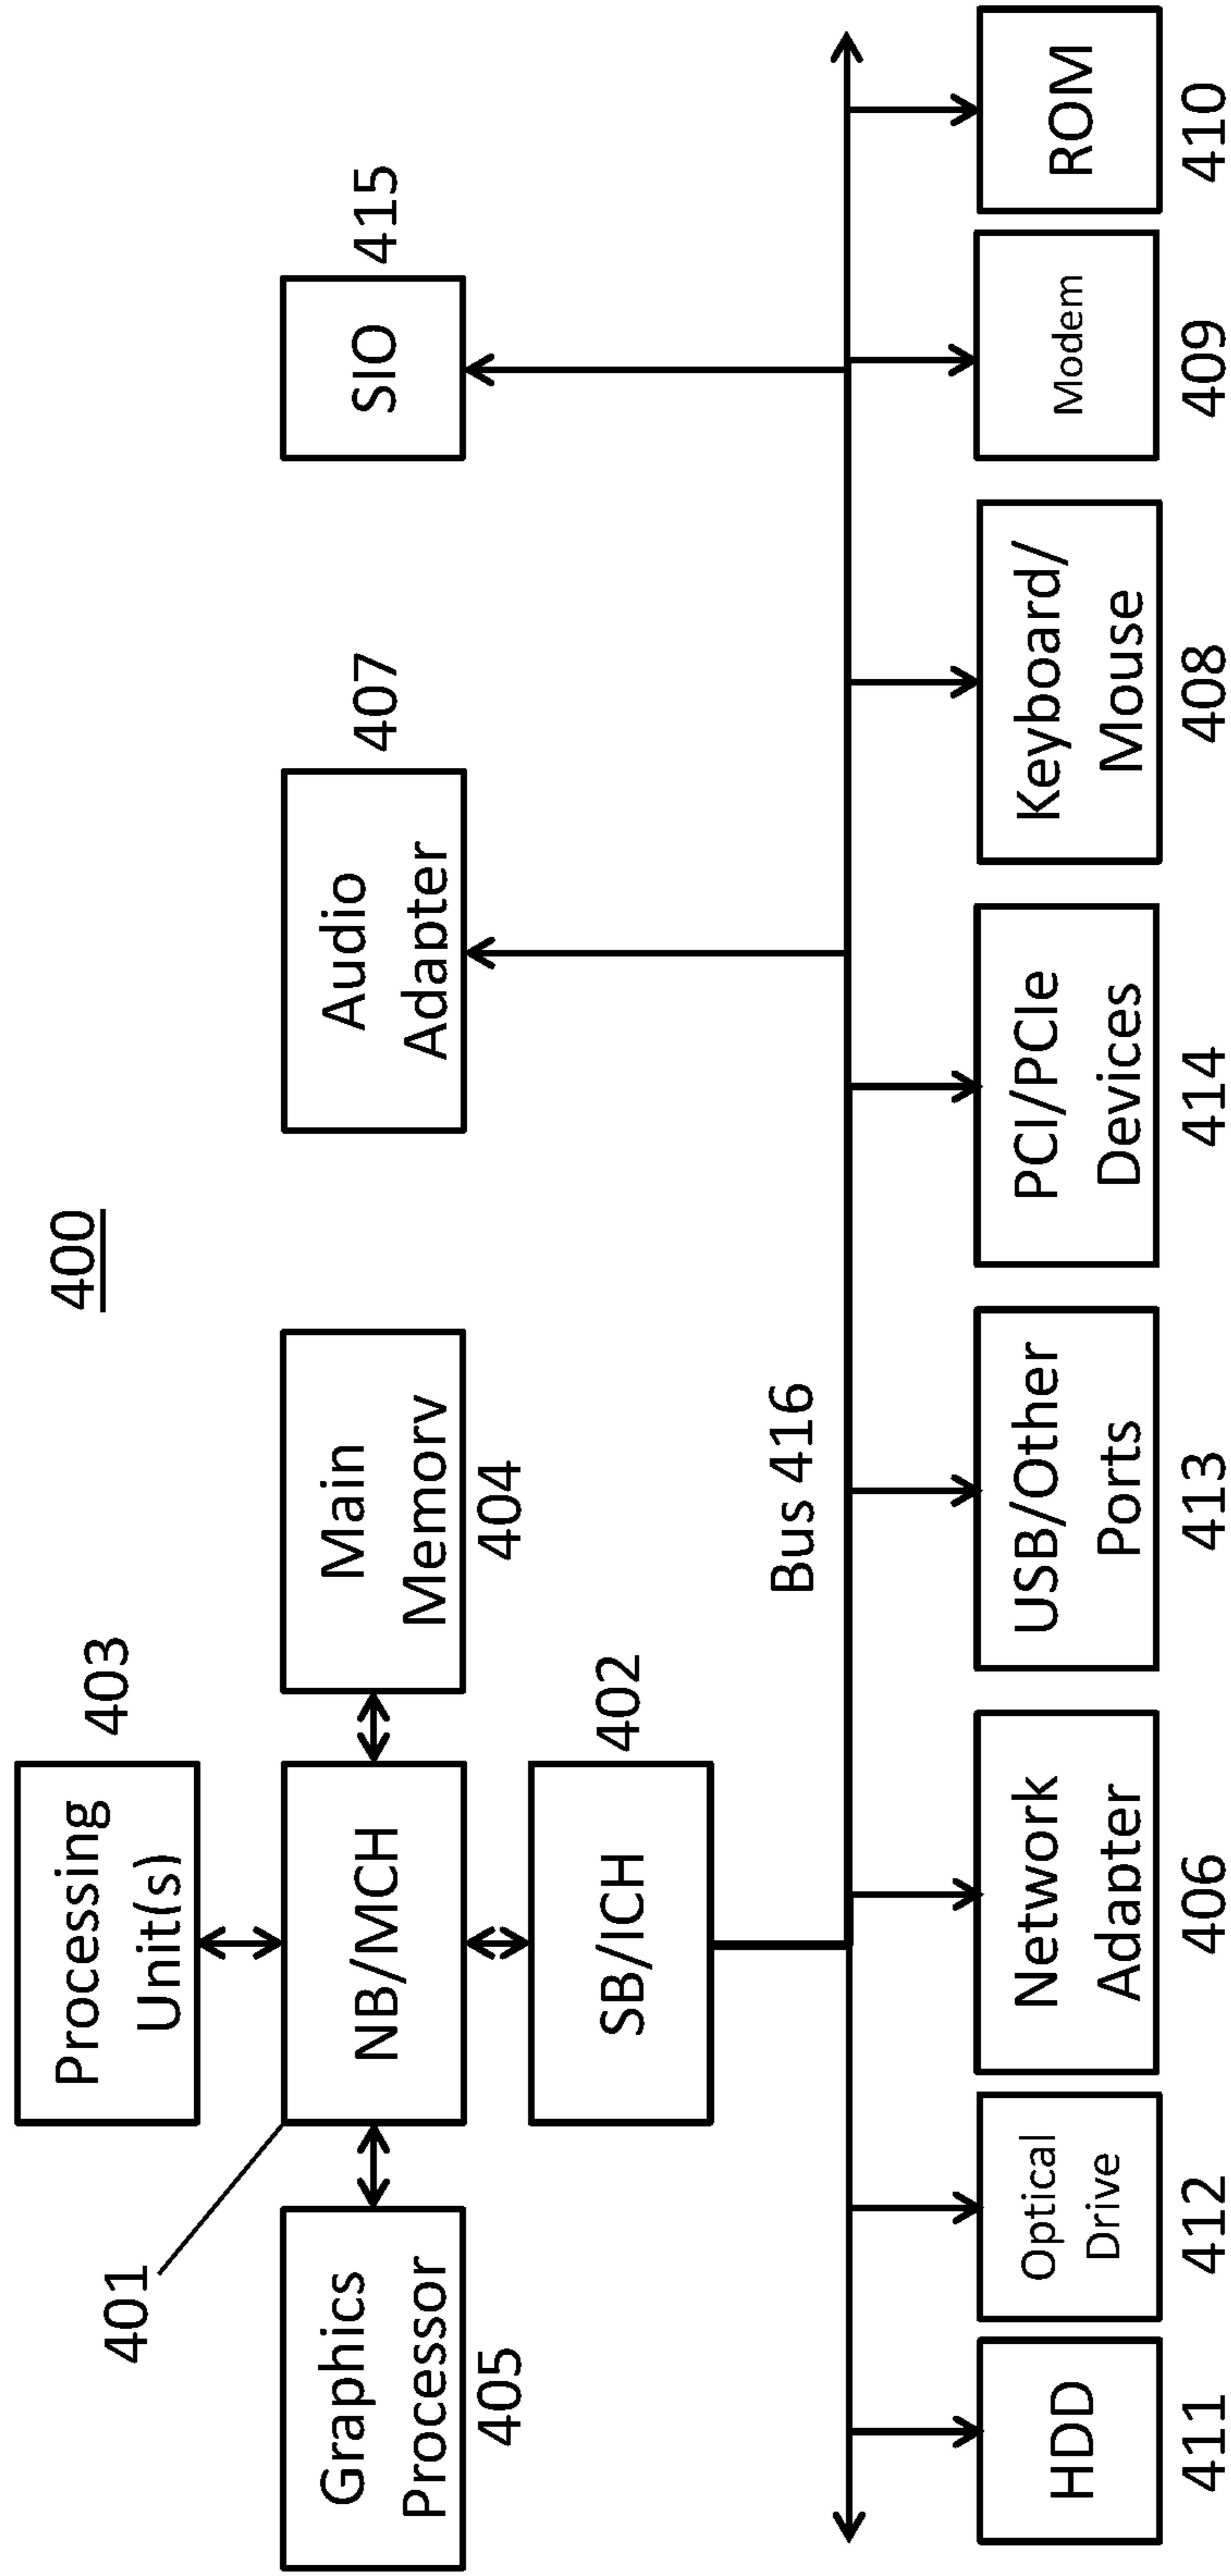 400
403
Processing
Unit(s)
401
Graphics
Processor
405
NB/MCH
Main
Memorv
404
Audio
Adapter
407
SIO
415
SB/ICH
402
Bus 416
HDD
411
Optical
Drive
412
Network
Adapter
406
USB/Other
Ports
413
PCI/PCIe
Devices
414
Keyboard/
Mouse
408
Modem
409
ROM
410